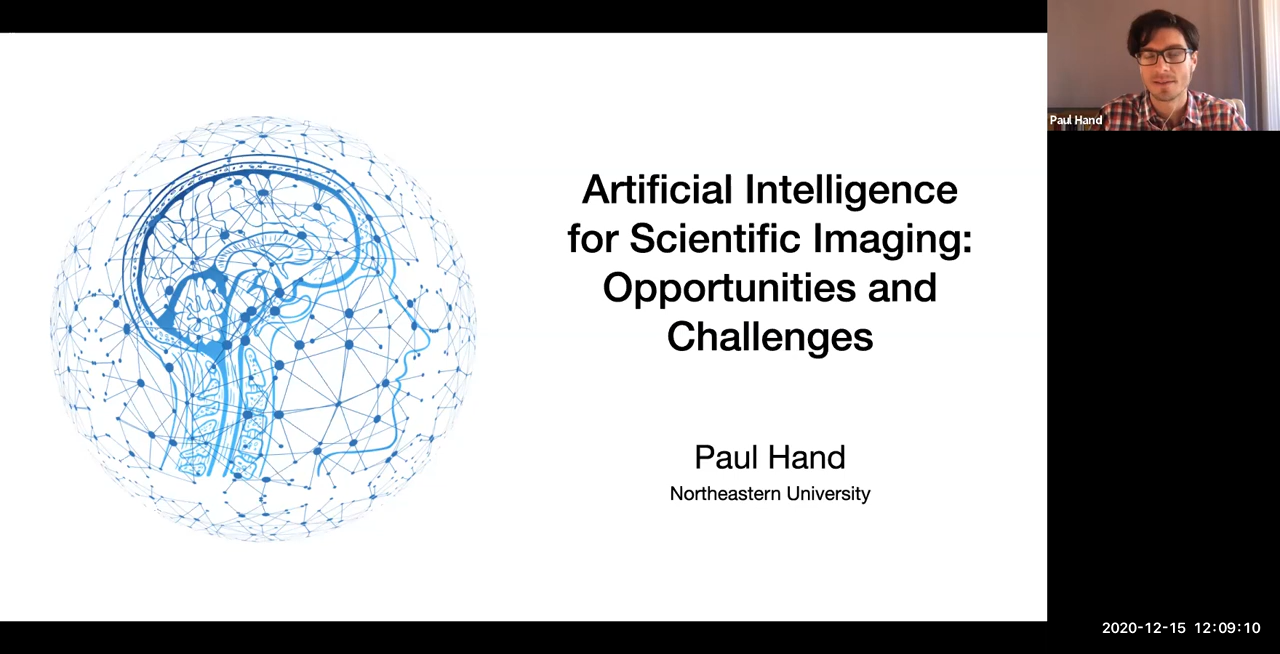 Paul Hand
Artificial Intelligence
for Scientific Imaging:
Opportunities and
Challenges
Paul Hand
Northeastern University
2020-12-15 12:09:10